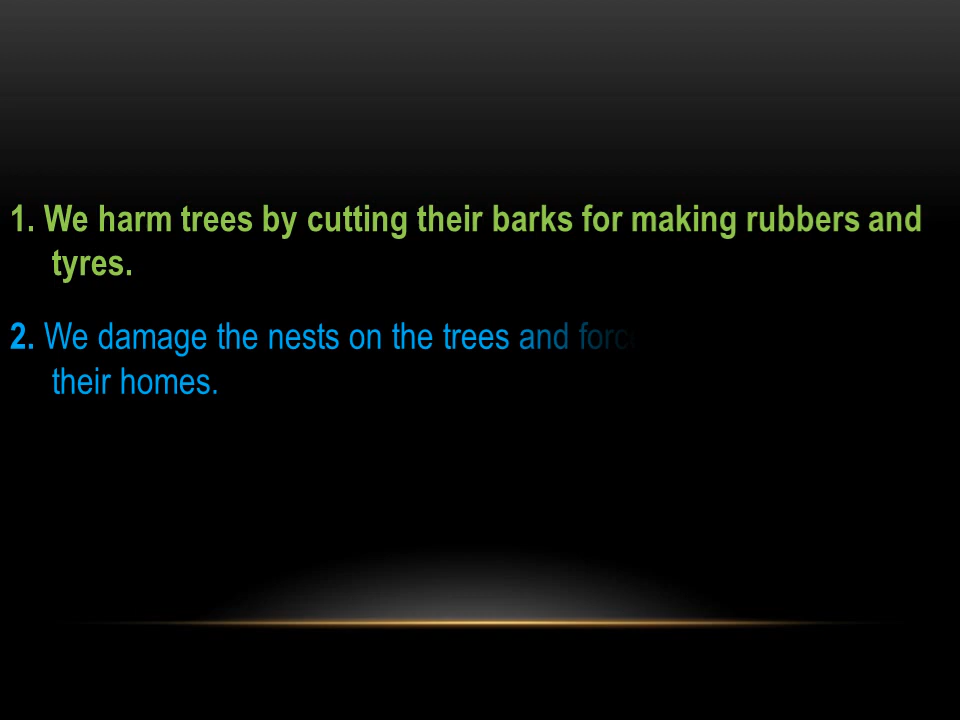 1. We harm trees by cutting their barks for making rubbers and
tyres.
2. We damage the nests on the trees and
their homes.